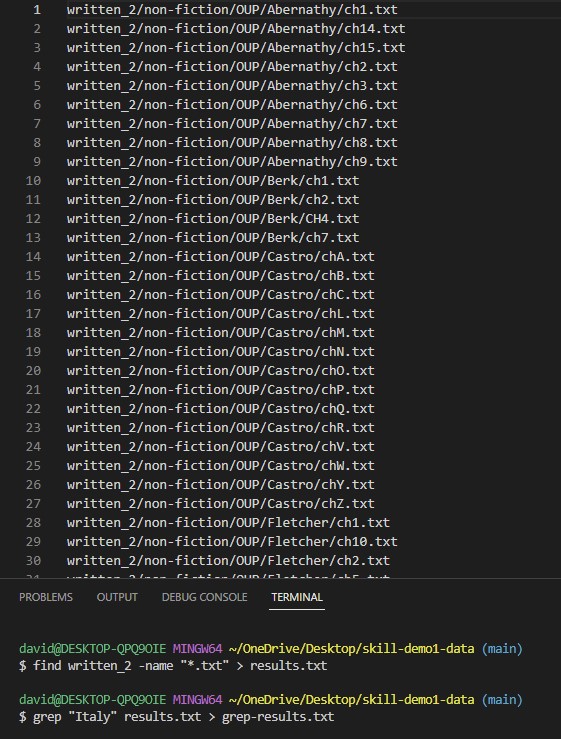 1 written_2/non-fiction/OUP/Abernathy/ch1.txt
2 written_2/non-fiction/OUP/Abernathy/ch14.txt
3 written_2/non-fiction/OUP/Abernathy/ch15.txt
4 written_2/non-fiction/OUP/Abernathy/ch2.txt
5 written_2/non-fiction/OUP/Abernathy/ch3.txt
6 written_2/non-fiction/OUP/Abernathy/ch6.txt
7 written_2/non-fiction/OUP/Abernathy/ch7.txt
8 written_2/non-fiction/OUP/Abernathy/ch8.txt
9 written_2/non-fiction/OUP/Abernathy/ch9.txt
10 written_2/non-fiction/OUP/Berk/ch1.txt
11 written_2/non-fiction/OUP/Berk/ch2.txt
12 written_2/non-fiction/OUP/Berk/CH4.txt
13 written_2/non-fiction/OUP/Berk/ch7.txt
14 written_2/non-fiction/OUP/Castro/chA.txt
15 written_2/non-fiction/OUP/Castro/chB.txt
16 written_2/non-fiction/OUP/Castro/chC.txt
17 written_2/non-fiction/OUP/Castro/chL.txt
18 written_2/non-fiction/OUP/Castro/chM.txt
19 written_2/non-fiction/OUP/Castro/chN.txt
20 written_2/non-fiction/OUP/Castro/chO.txt
21 written_2/non-fiction/OUP/Castro/chP.txt
22 written_2/non-fiction/OUP/Castro/chQ.txt
23 written_2/non-fiction/OUP/Castro/chR.txt
24 written_2/non-fiction/OUP/Castro/chV.txt
25 written_2/non-fiction/OUP/Castro/chW.txt
26 written_2/non-fiction/OUP/Castro/chY.txt
27 written_2/non-fiction/OUP/Castro/chZ.txt
28 written_2/non-fiction/OUP/Fletcher/ch1.txt
29 written_2/non-fiction/OUP/Fletcher/ch10.txt
30 written_2/non-fiction/OUP/Fletcher/ch2.txt
31 written_2/non-fiction/OUP/Fletcher/ch5.txt
PROBLEMS OUTPUT DEBUG CONSOLE TERMINAL
david@DESKTOP-QPQ9OIE MINGW64 ~/OneDrive/Desktop/skill-demo1-data (main)
$ find written_2 -name "*.txt" > results.txt
david@DESKTOP-QPQ9OIE MINGW64 ~/OneDrive/Desktop/skill-demo1-data (main)
$ grep "Italy" results.txt > grep-results.txt